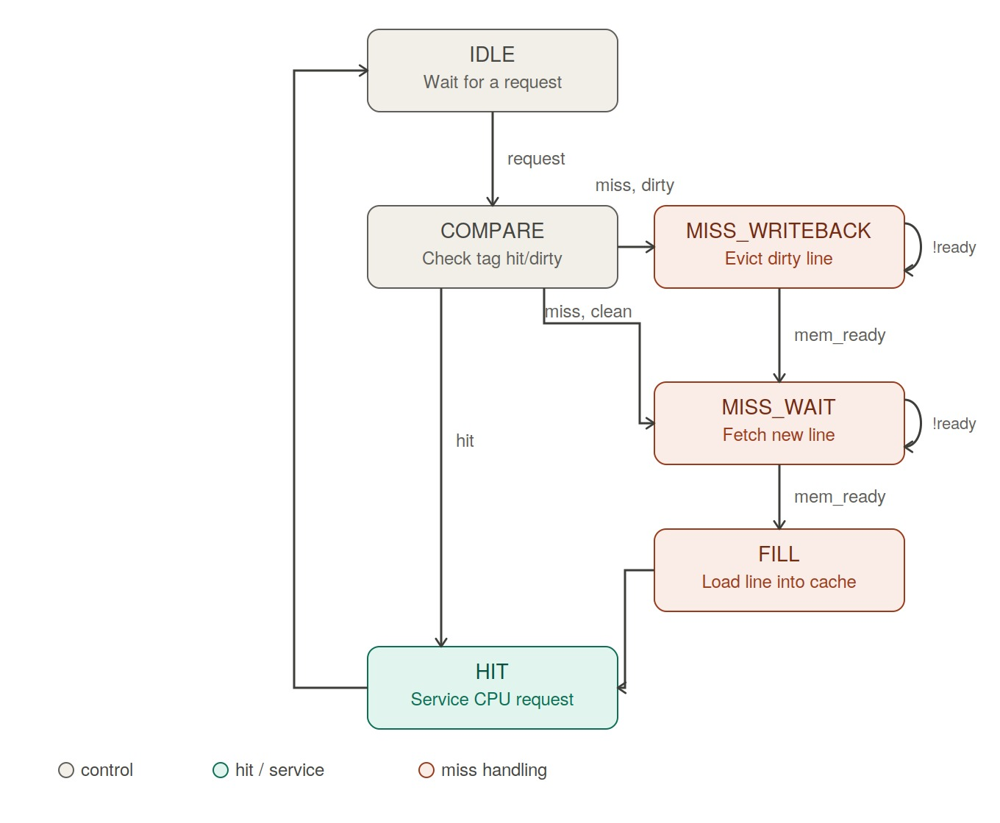 IDLE
Wait for a request
request
miss, dirty
COMPARE
Check tag hit/dirty
MISS_WRITEBACK
Evict dirty line
!ready
miss, clean
mem_ready
MISS_WAIT
Fetch new line
!ready
hit
mem_ready
FILL
Load line into cache
HIT
Service CPU request
control
hit / service
miss handling